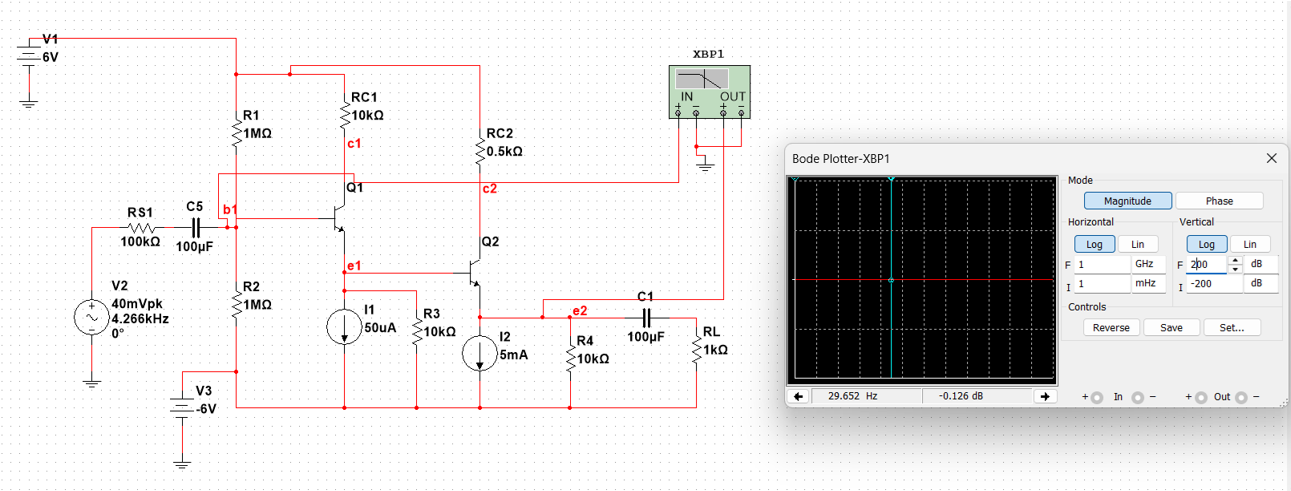 V1
6V
XBP1
IN OUT
+ − + −
RC1
10kΩ
R1
1MΩ
RC2
0.5kΩ
c1
Q1
c2
b1
RS1
100kΩ
C5
100µF
Q2
e1
V2
40mVpk
4.266kHz
0°
R2
1MΩ
I1
50uA
R3
10kΩ
I2
5mA
e2
C1
100µF
R4
10kΩ
RL
1kΩ
V3
-6V
Bode Plotter-XBP1
Mode
Magnitude Phase
Horizontal Vertical
Log Lin Log Lin
F 1 GHz F 200 dB
I 1 mHz I -200 dB
Controls
Reverse Save Set...
29.652 Hz -0.126 dB
+ In − + Out −